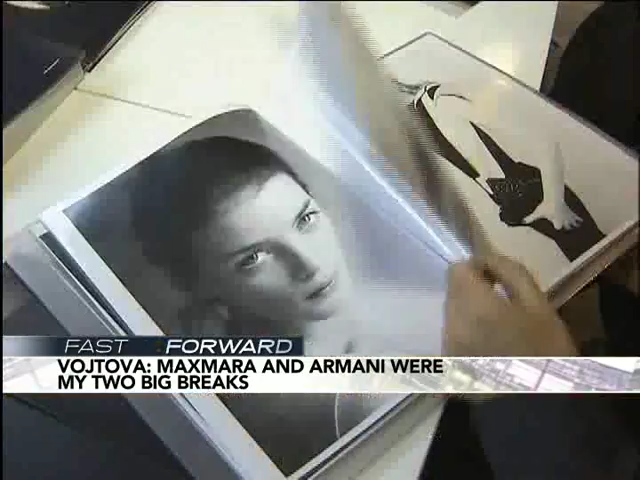 FAST FORWARD
VOJTOVA: MAXMARA AND ARMANI WERE
MY TWO BIG BREAKS